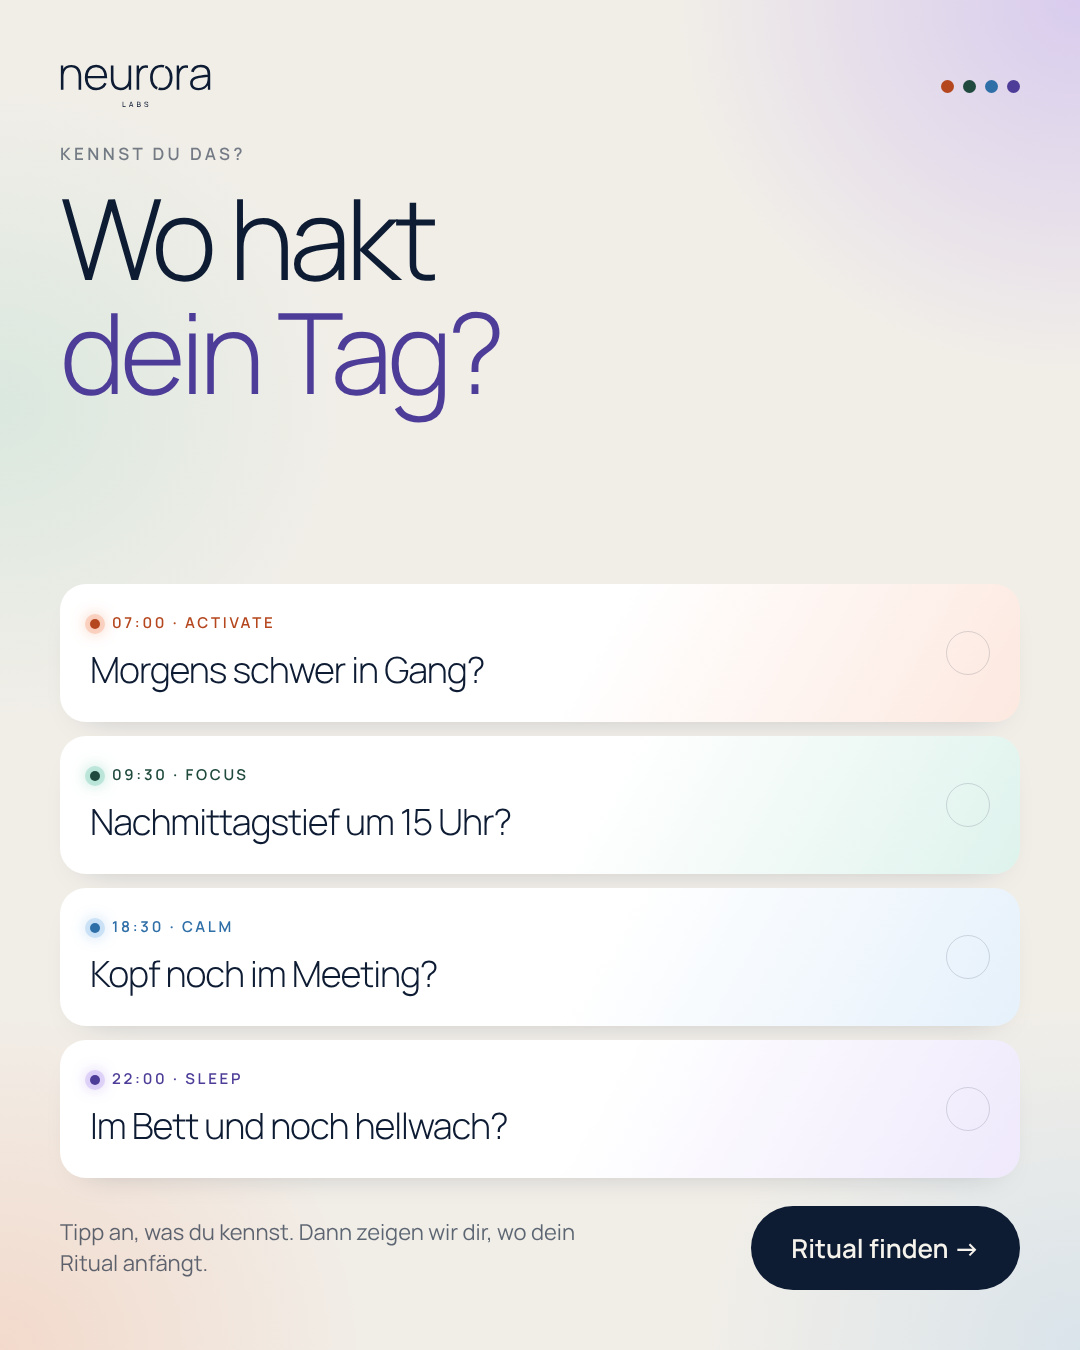 neurora
LABS
KENNST DU DAS?
Wo hakt
dein Tag?
07:00 · ACTIVATE
Morgens schwer in Gang?
09:30 · FOCUS
Nachmittagstief um 15 Uhr?
18:30 · CALM
Kopf noch im Meeting?
22:00 · SLEEP
Im Bett und noch hellwach?
Tipp an, was du kennst. Dann zeigen wir dir, wo dein
Ritual anfängt.
Ritual finden →